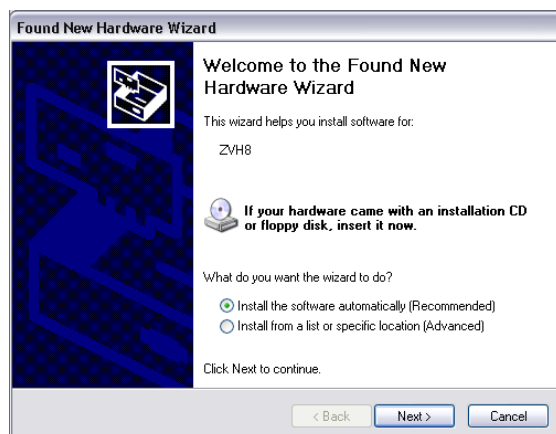 Found New Hardware Wizard
Welcome to the Found New
Hardware Wizard
This wizard helps you install software for:
ZVH8
If your hardware came with an installation CD
or floppy disk, insert it now.
What do you want the wizard to do?
Install the software automatically (Recommended)
Install from a list or specific location (Advanced)
Click Next to continue.
< Back Next > Cancel